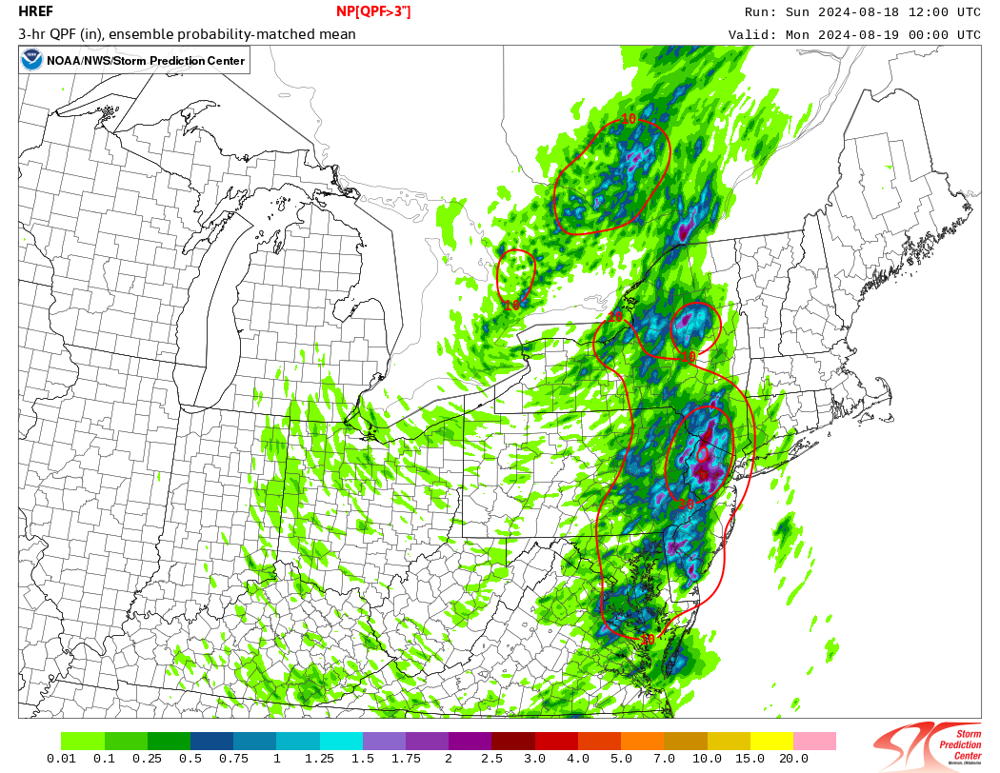 HREF
NP[QPF>3"]
Run: Sun 2024-08-18 12:00 UTC
3-hr QPF (in), ensemble probability-matched mean
Valid: Mon 2024-08-19 00:00 UTC
NOAA/NWS/Storm Prediction Center
10
10
10
10
10
30
10
0.01 0.1 0.25 0.5 0.75 1 1.25 1.5 1.75 2 2.5 3.0 4.0 5.0 7.0 10.0 15.0 20.0
Storm
Prediction
Center
Norman, Oklahoma